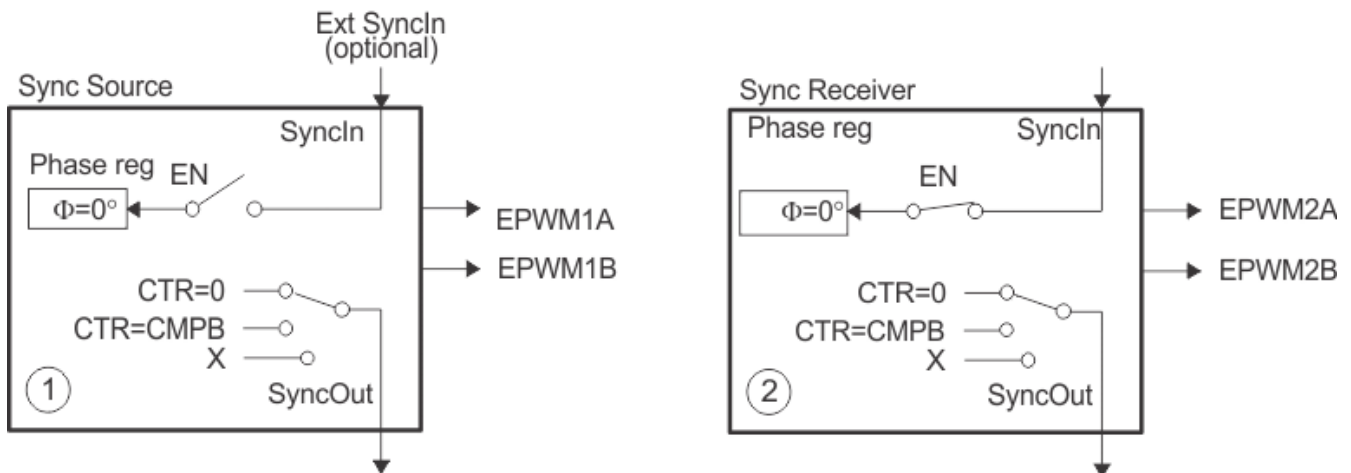 Ext SyncIn
(optional)
Sync Source
SyncIn
Phase reg
EN
Φ=0°
EPWM1A
EPWM1B
CTR=0
CTR=CMPB
X
1
SyncOut
Sync Receiver
Phase reg
SyncIn
EN
Φ=0°
EPWM2A
EPWM2B
CTR=0
CTR=CMPB
X
2
SyncOut